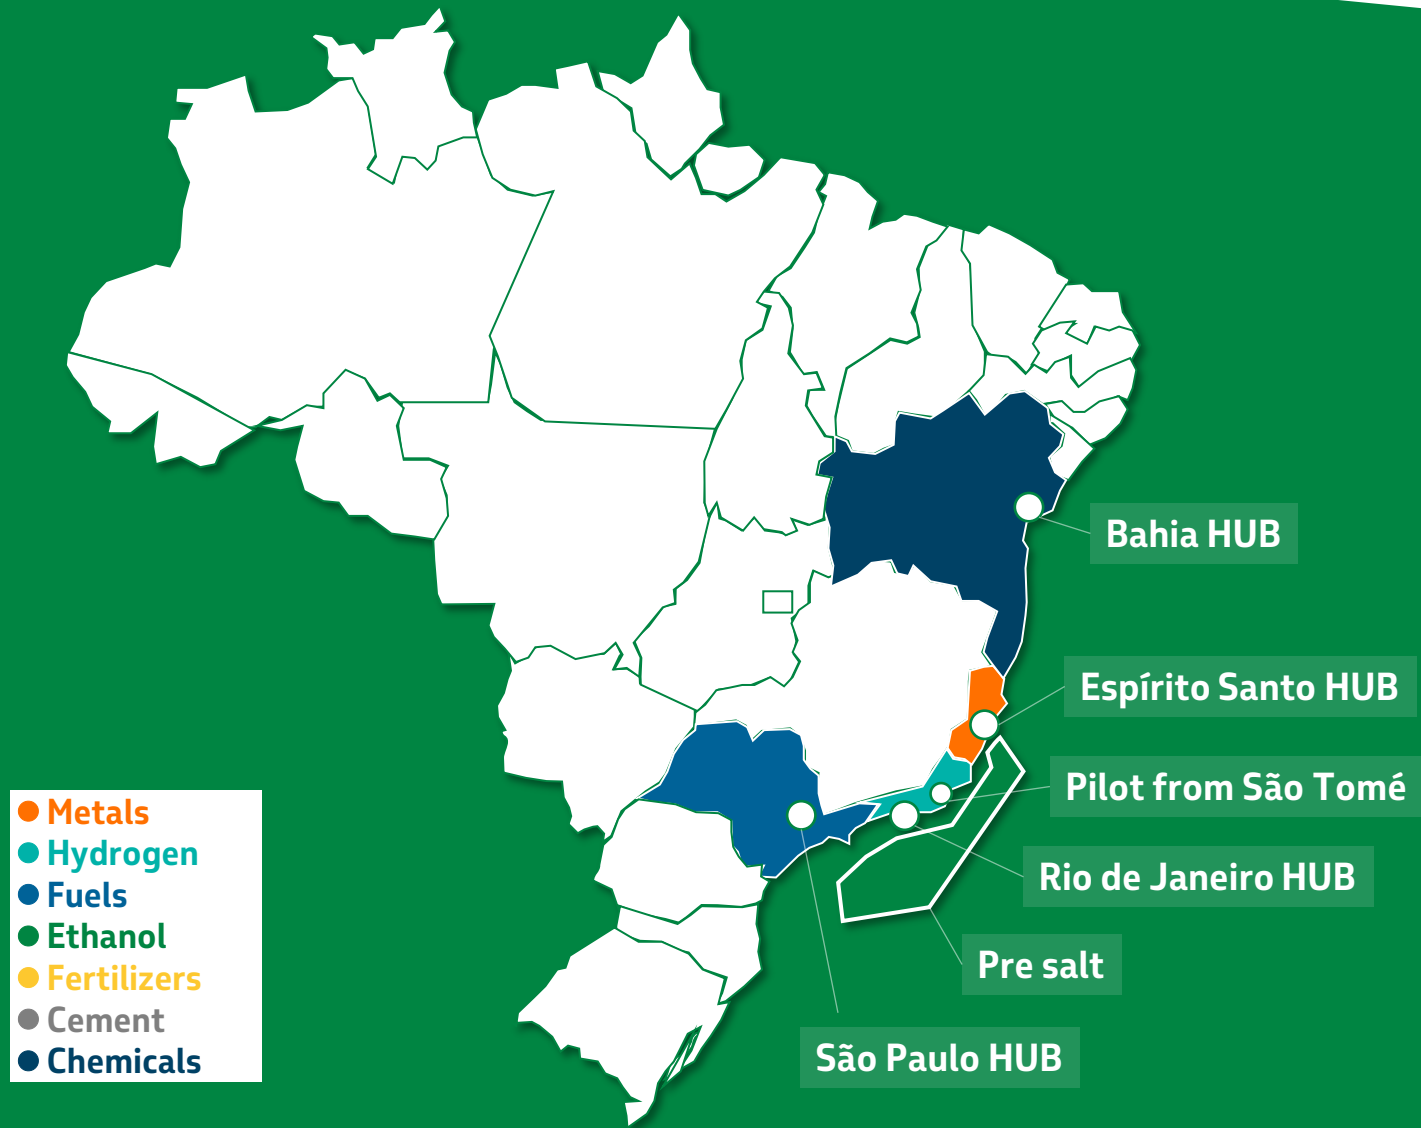 Bahia HUB
Espírito Santo HUB
Pilot from São Tomé
Rio de Janeiro HUB
Pre salt
São Paulo HUB
Metals
Hydrogen
Fuels
Ethanol
Fertilizers
Cement
Chemicals